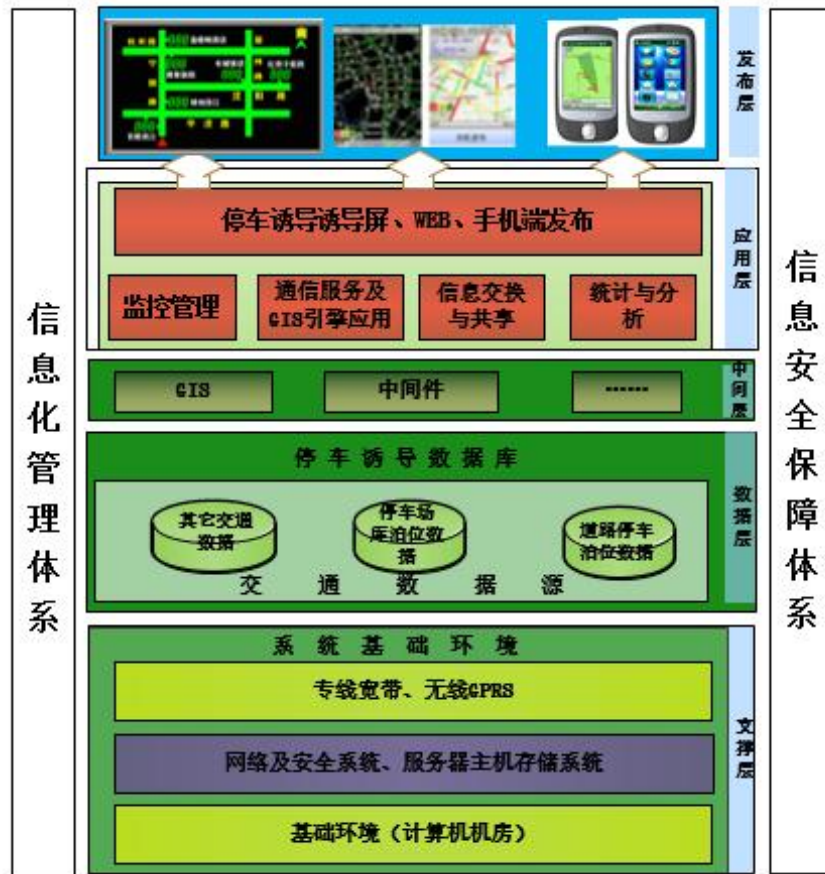 信息化管理体系
发布层
停车诱导诱导屏、WEB、手机端发布
监控管理
通信服务及
GIS引擎应用
信息交换
与共享
统计与分
析
应用层
GIS
中间件
······
中间层
停车诱导数据库
其它交通
数据
停车场
库泊位数
据
道路停车
泊位数据
交通数据源
数据层
系统基础环境
专线宽带、无线GPRS
网络及安全系统、服务器主机存储系统
基础环境（计算机机房）
支撑层
信息安全保障体系